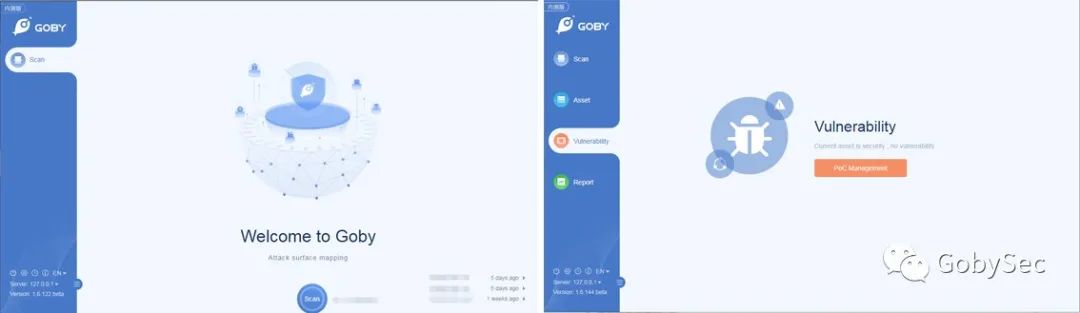 内测版
GOBY
Scan
Welcome to Goby
Attack surface mapping
Scan
5 days ago
5 days ago
1 weeks ago
EN
Server: 127.0.0.1
Version: 1.6.122 beta
内测版
GOBY
Scan
Asset
Vulnerability
Report
Vulnerability
Current asset is security , no vulnerability
PoC Management
EN
Server: 127.0.0.1
Version: 1.6.144 beta
GobySec